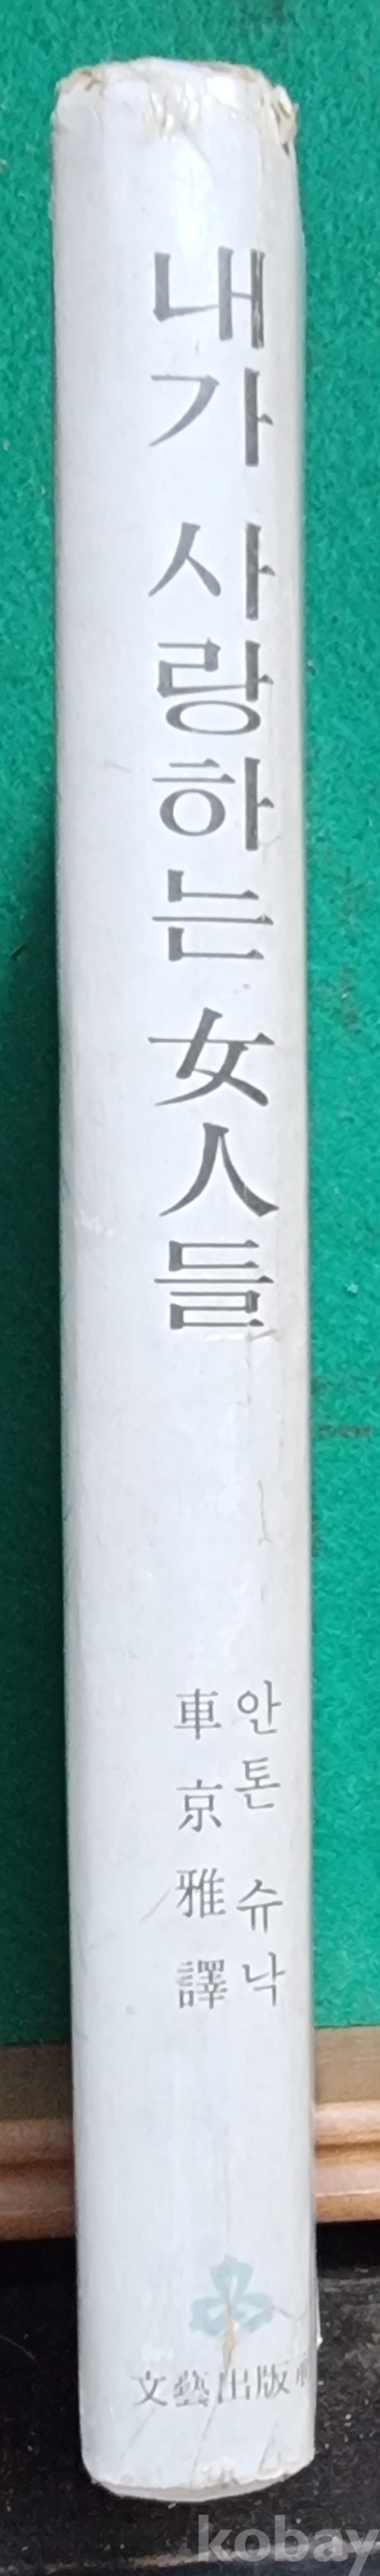 내가 사랑하는 女人들
안톤 슈낙
車京雅 譯
文藝出版
kobay